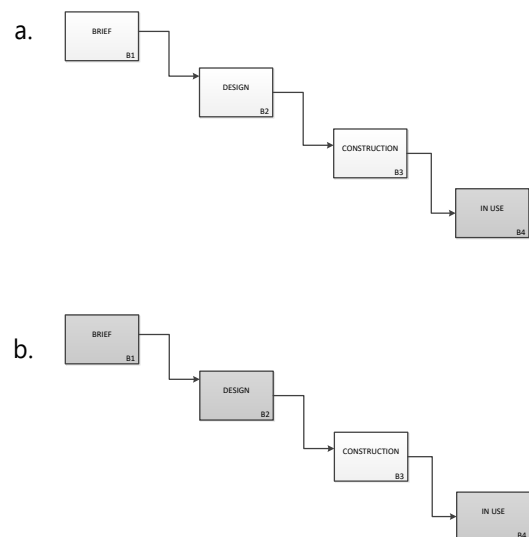 a.
BRIEF
B1
DESIGN
B2
CONSTRUCTION
B3
IN USE
B4
b.
BRIEF
B1
DESIGN
B2
CONSTRUCTION
B3
IN USE
B4